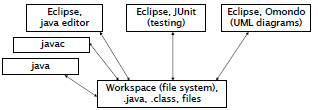 Eclipse,
java editor
Eclipse, JUnit
(testing)
Eclipse, Omondo
(UML diagrams)
javac
java
Workspace (file system),
.java, .class, files